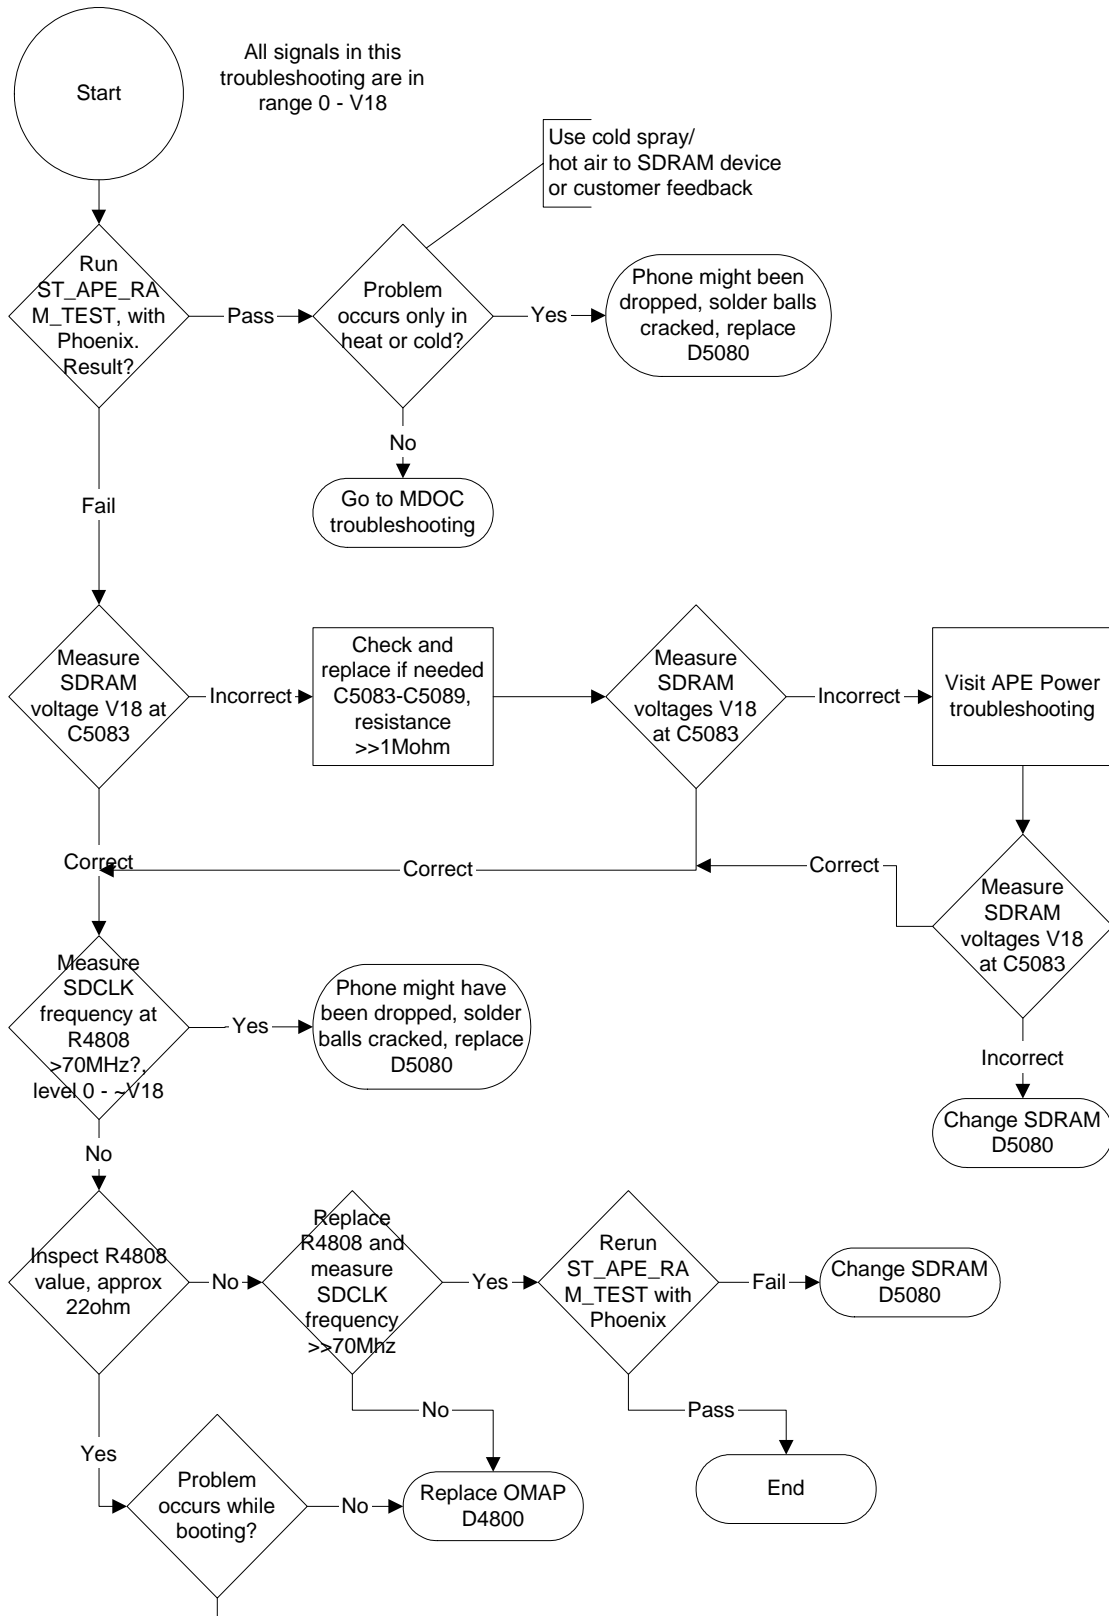 Start
All signals in this
troubleshooting are in
range 0 - V18
Use cold spray/
hot air to SDRAM device
or customer feedback
Run
ST_APE_RA
M_TEST, with
Phoenix.
Result?
Pass
Problem
occurs only in
heat or cold?
Yes
Phone might been
dropped, solder balls
cracked, replace
D5080
No
Go to MDOC
troubleshooting
Fail
Measure
SDRAM
voltage V18 at
C5083
Incorrect
Check and
replace if needed
C5083-C5089,
resistance
>>1Mohm
Measure
SDRAM
voltages V18
at C5083
Incorrect
Visit APE Power
troubleshooting
Correct
Correct
Correct
Measure
SDRAM
voltages V18
at C5083
Incorrect
Change SDRAM
D5080
Measure
SDCLK
frequency at
R4808
>70MHz?,
level 0 - ~V18
Yes
Phone might have
been dropped, solder
balls cracked, replace
D5080
No
Inspect R4808
value, approx
22ohm
No
Replace
R4808 and
measure
SDCLK
frequency
>>70Mhz
Yes
Rerun
ST_APE_RA
M_TEST with
Phoenix
Fail
Change SDRAM
D5080
No
Pass
End
Yes
Problem
occurs while
booting?
No
Replace OMAP
D4800